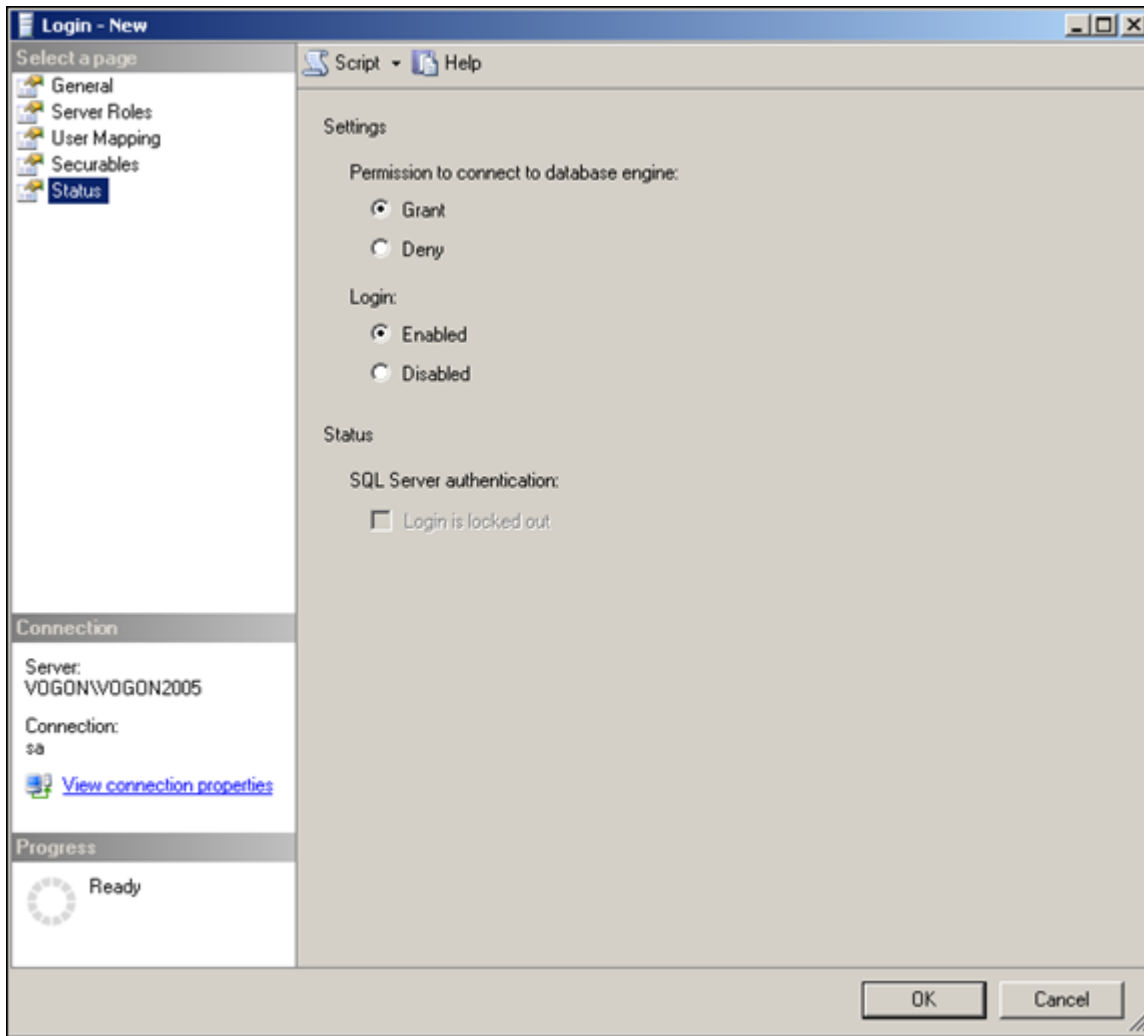 Login - New
Select a page
General
Server Roles
User Mapping
Securables
Status
Script Help
Settings
Permission to connect to database engine:
Grant
Deny
Login:
Enabled
Disabled
Status
SQL Server authentication:
Login is locked out
Connection
Server:
VOGON\VOGON2005
Connection:
sa
View connection properties
Progress
Ready
OK Cancel